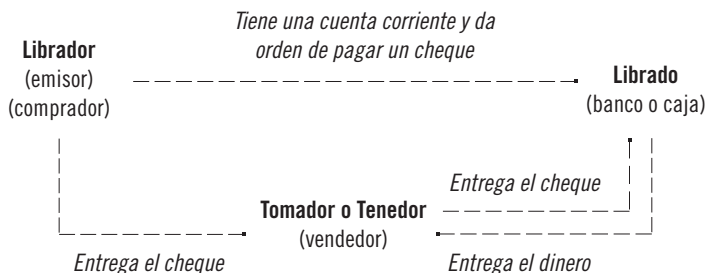 Tiene una cuenta corriente y da
orden de pagar un cheque
Librador
(emisor)
(comprador)
Librado
(banco o caja)
Entrega el cheque
Tomador o Tenedor
(vendedor)
Entrega el cheque
Entrega el dinero